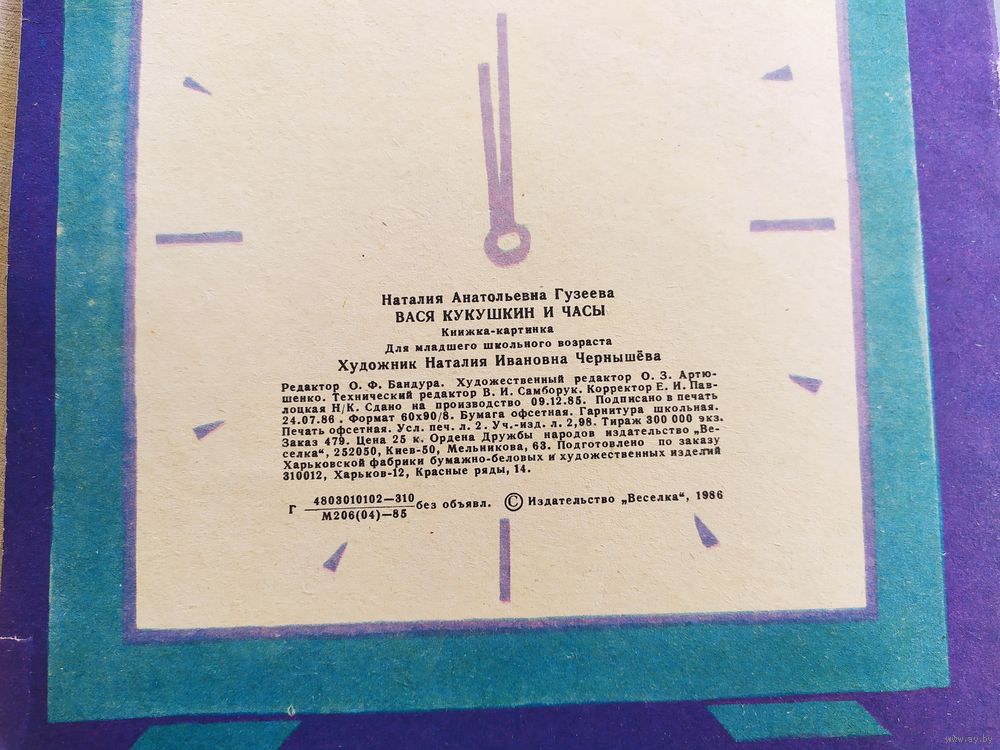 Наталия Анатольевна Гузеева
ВАСЯ КУКУШКИН И ЧАСЫ
Книжка-картинка
Для младшего школьного возраста
Художник Наталия Ивановна Чернышёва
Редактор О. Ф. Бандура. Художественный редактор О. З. Артю-
шенко. Технический редактор В. И. Самборук. Корректор Е. И. Пав-
лоцкая Н/К. Сдано на производство 09.12.85. Подписано в печать
24.07.86. Формат 60х90/8. Бумага офсетная. Гарнитура школьная.
Печать офсетная. Усл. печ. л. 2. Уч.-изд. л. 2,98. Тираж 300 000 экз.
Заказ 479. Цена 25 к. Ордена Дружбы народов издательство „Ве-
селка“, 252050, Киев-50, Мельникова, 63. Подготовлено по заказу
Харьковской фабрики бумажно-беловых и художественных изделий
310012, Харьков-12, Красные ряды, 14.
Г 4803010102—310 без объявл. © Издательство „Веселка“, 1986
М206(04)—85
www.ay.by